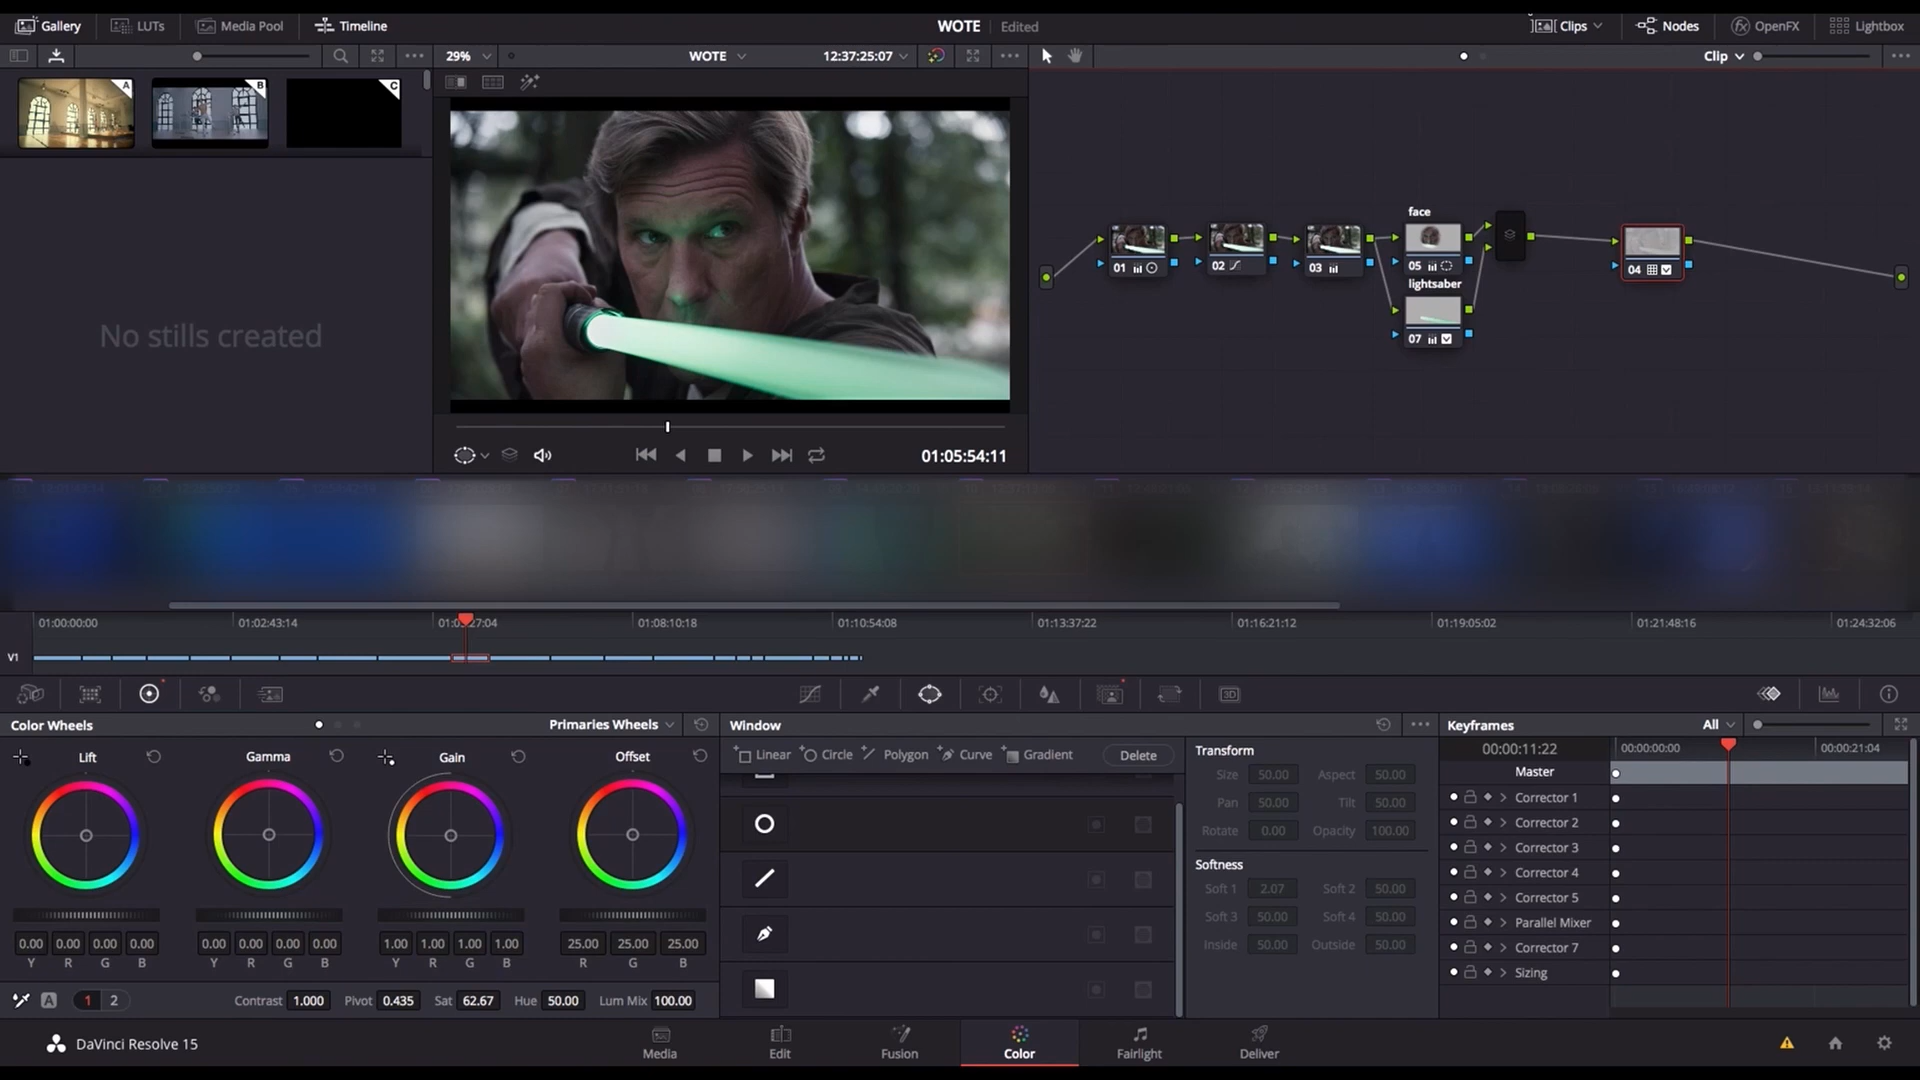 Gallery LUTs Media Pool Timeline WOTE Edited Clips Nodes OpenFX Lightbox
29% WOTE 12:37:25:07 Clip
A B C
No stills created
face
01 02 03 05 04
lightsaber
07
01:05:54:11
01:00:00:00 01:02:43:14 01:08:10:18 01:10:54:08 01:13:37:22 01:16:21:12 01:19:05:02 01:21:48:16 01:24:32:06
V1
3D
Color Wheels Primaries Wheels Window Keyframes All
Lift Gamma Gain Offset
Linear Circle Polygon Curve Gradient Delete
Transform
Size 50.00 Aspect 50.00
Pan 50.00 Tilt 50.00
Rotate 0.00 Opacity 100.00
Softness
Soft 1 2.07 Soft 2 50.00
Soft 3 50.00 Soft 4 50.00
Inside 50.00 Outside 50.00
00:00:11:22 00:00:00:00 00:00:21:04
Master
Corrector 1
Corrector 2
Corrector 3
Corrector 4
Corrector 5
Parallel Mixer
Corrector 7
Sizing
0.00 0.00 0.00 0.00 0.00 0.00 0.00 0.00 1.00 1.00 1.00 1.00 25.00 25.00 25.00
Y R G B Y R G B Y R G B R G B
A 1 2 Contrast 1.000 Pivot 0.435 Sat 62.67 Hue 50.00 Lum Mix 100.00
DaVinci Resolve 15 Media Edit Fusion Color Fairlight Deliver